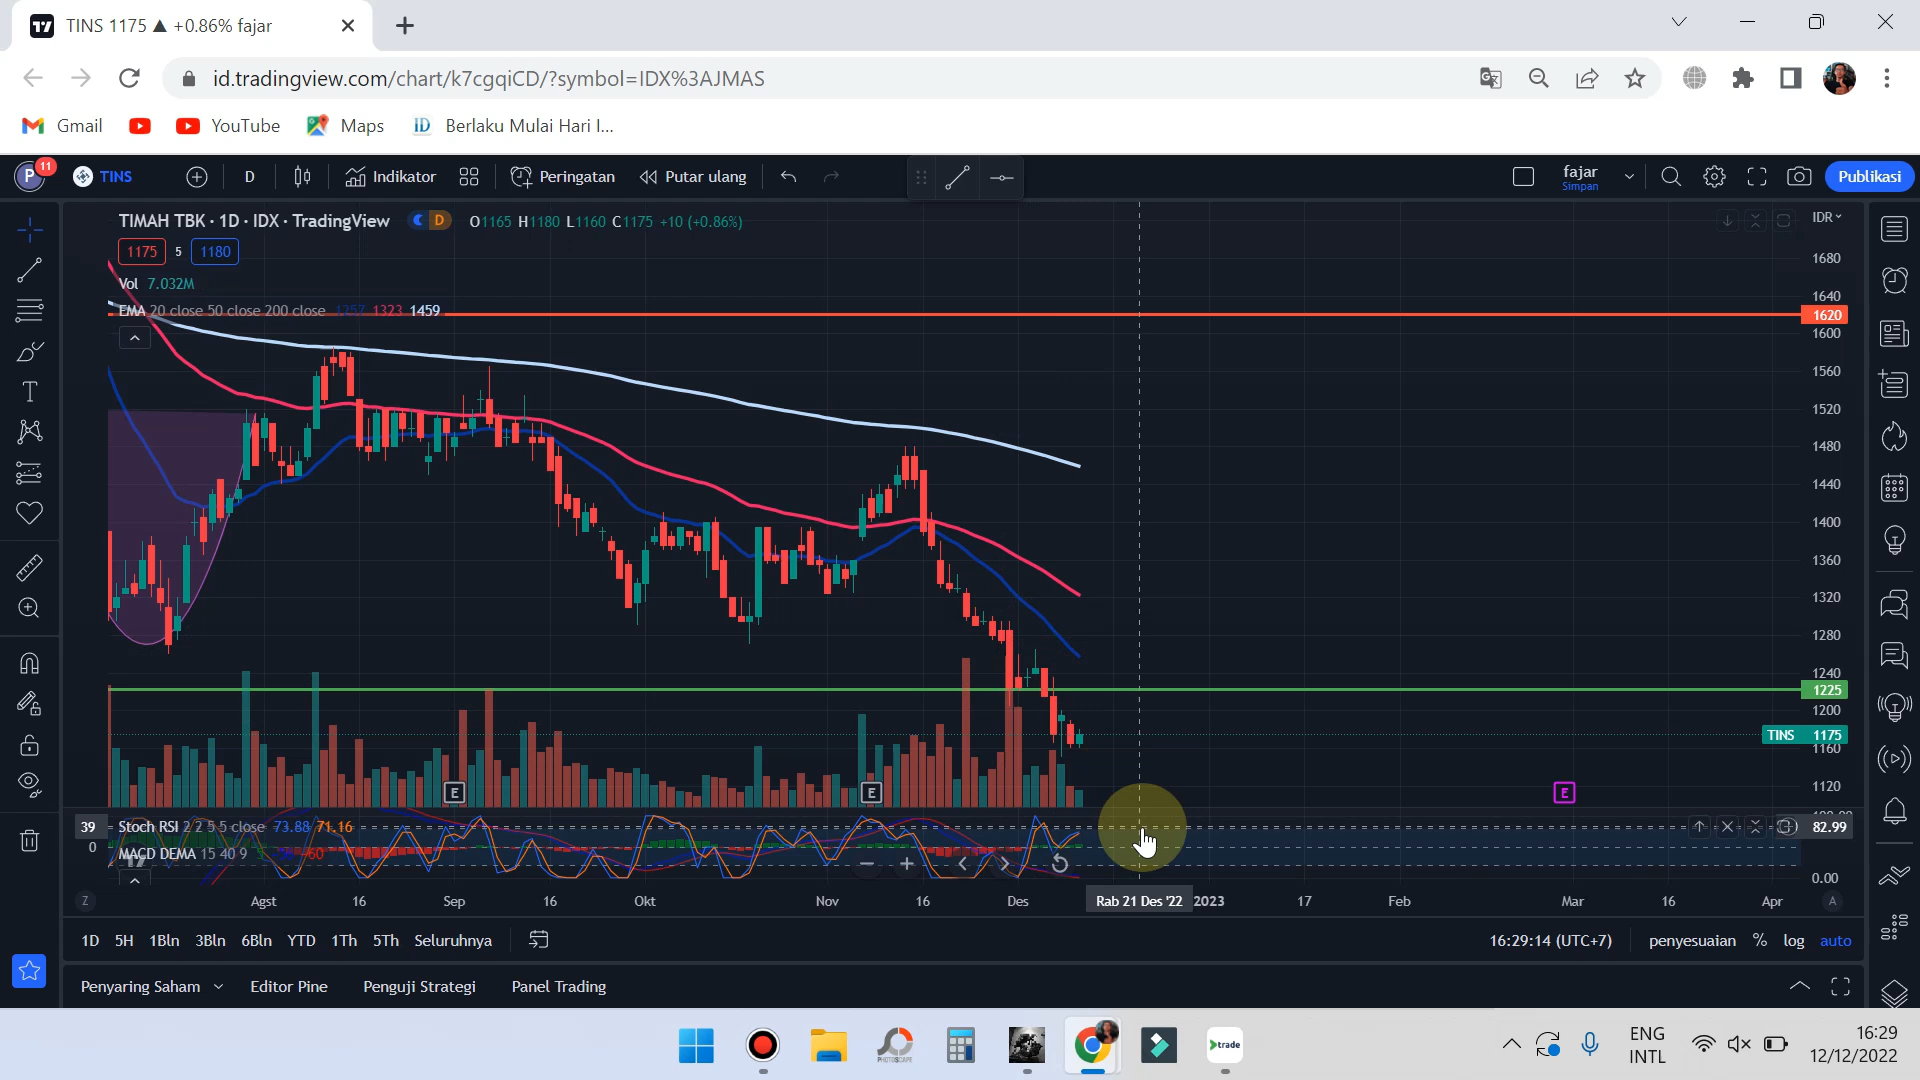 TINS 1175 ▲ +0.86% fajar
id.tradingview.com/chart/k7cgqiCD/?symbol=IDX%3AJMAS
Gmail YouTube Maps ID Berlaku Mulai Hari I...
P 11 TINS D Indikator Peringatan Putar ulang fajar Simpan Publikasi
TIMAH TBK · 1D · IDX · TradingView D O1165 H1180 L1160 C1175 +10 (+0.86%) IDR
1175 5 1180
Vol 7.032M
EMA 20 close 50 close 200 close 1257 1323 1459
1680
1640
1620
1600
1560
1520
1480
1440
1400
1360
1320
1280
1240
1225
1200
TINS 1175
1160
1120
E E E
39 Stoch RSI 2 2 5 5 close 73.88 71.16 82.99
0 MACD DEMA 15 40 9
0.00
Z Agst 16 Sep 16 Okt Nov 16 Des Rab 21 Des '22 2023 17 Feb Mar 16 Apr A
1D 5H 1Bln 3Bln 6Bln YTD 1Th 5Th Seluruhnya 16:29:14 (UTC+7) penyesuaian % log auto
Penyaring Saham Editor Pine Penguji Strategi Panel Trading
PHOTOSCAPE trade ENG INTL 16:29 12/12/2022